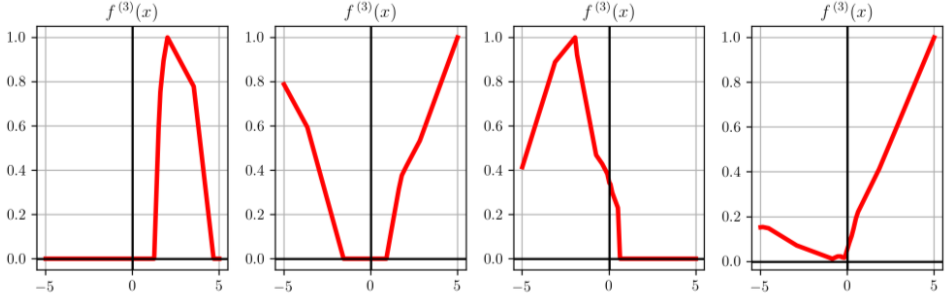 f^{(3)}(x) f^{(3)}(x) f^{(3)}(x) f^{(3)}(x)
1.0 1.0 1.0 1.0
0.8 0.8 0.8 0.8
0.6 0.6 0.6 0.6
0.4 0.4 0.4 0.4
0.2 0.2 0.2 0.2
0.0 0.0 0.0 0.0
−5 0 5 −5 0 5 −5 0 5 −5 0 5